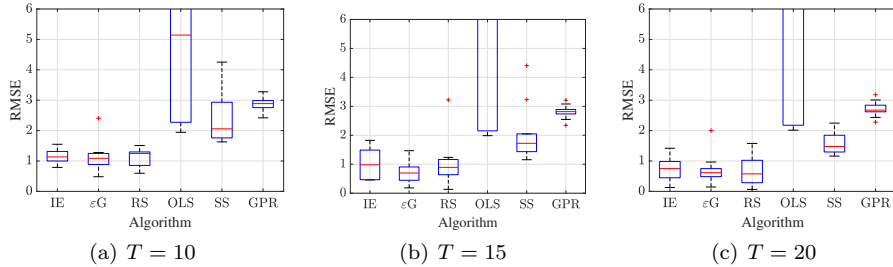 6
5
4
3
2
1
0
RMSE
IE
εG
RS
OLS
SS
GPR
Algorithm
(a) T = 10
6
5
4
3
2
1
0
RMSE
IE
εG
RS
OLS
SS
GPR
Algorithm
(b) T = 15
6
5
4
3
2
1
0
RMSE
IE
εG
RS
OLS
SS
GPR
Algorithm
(c) T = 20